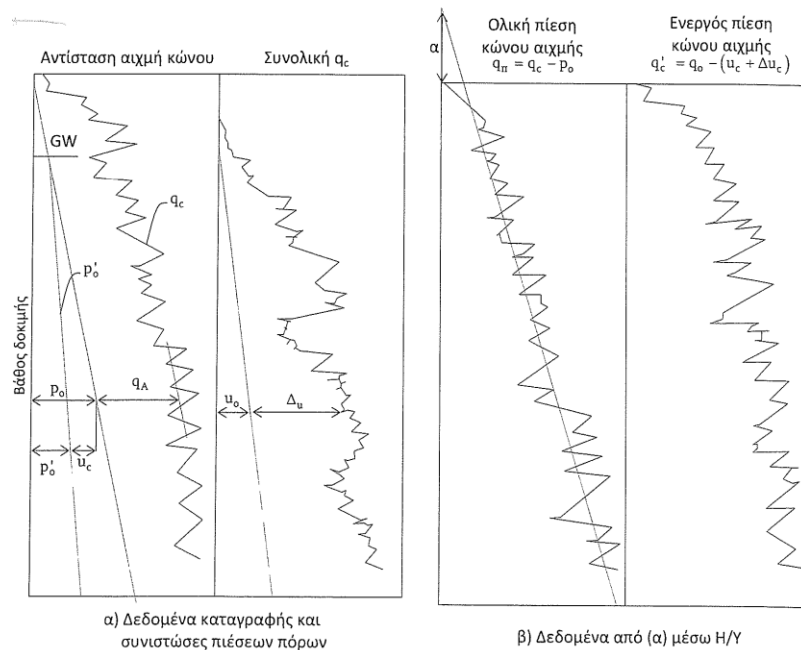 Αντίσταση αιχμή κώνου
Συνολική q_c
GW
q_c
p'_o
Βάθος δοκιμής
p_o
q_A
u_o
Δ_u
p'_o
u_c
α) Δεδομένα καταγραφής και
συνιστώσες πιέσεων πόρων
α
Ολική πίεση
κώνου αιχμής
q_π = q_c − p_o
Ενεργός πίεση
κώνου αιχμής
q'_c = q_o − (u_c + Δu_c)
β) Δεδομένα από (α) μέσω Η/Υ